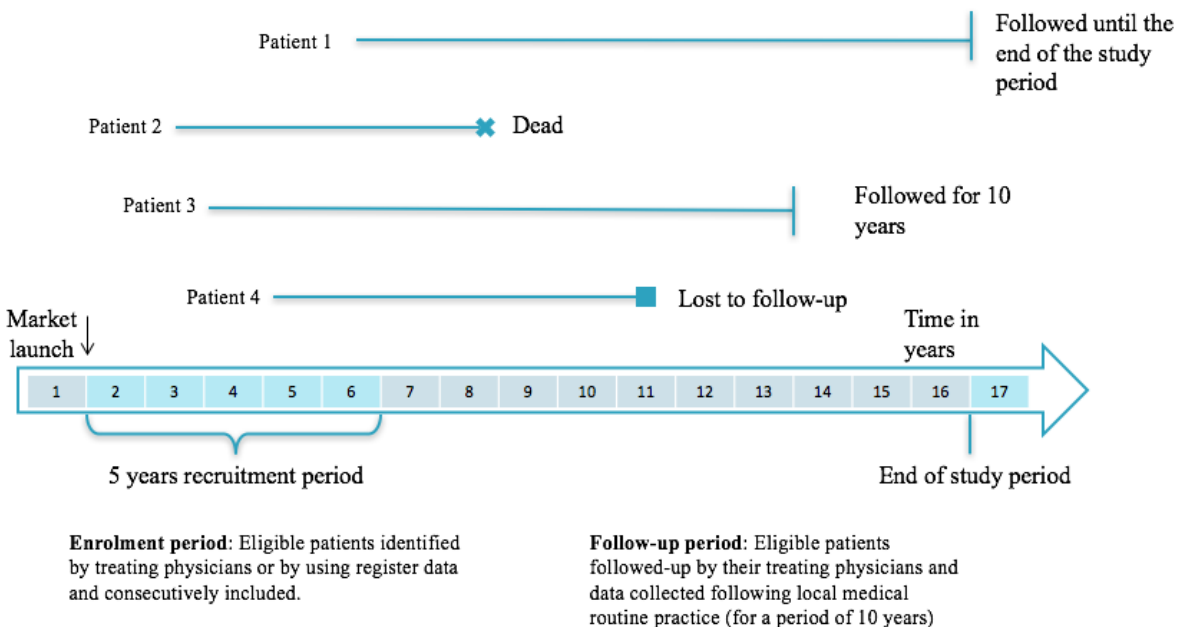 Patient 1
Followed until the
end of the study
period
Patient 2
Dead
Patient 3
Followed for 10
years
Patient 4
Lost to follow-up
Market
launch
Time in
years
1 2 3 4 5 6 7 8 9 10 11 12 13 14 15 16 17
5 years recruitment period
End of study period
Enrolment period: Eligible patients identified
by treating physicians or by using register data
and consecutively included.
Follow-up period: Eligible patients
followed-up by their treating physicians and
data collected following local medical
routine practice (for a period of 10 years)